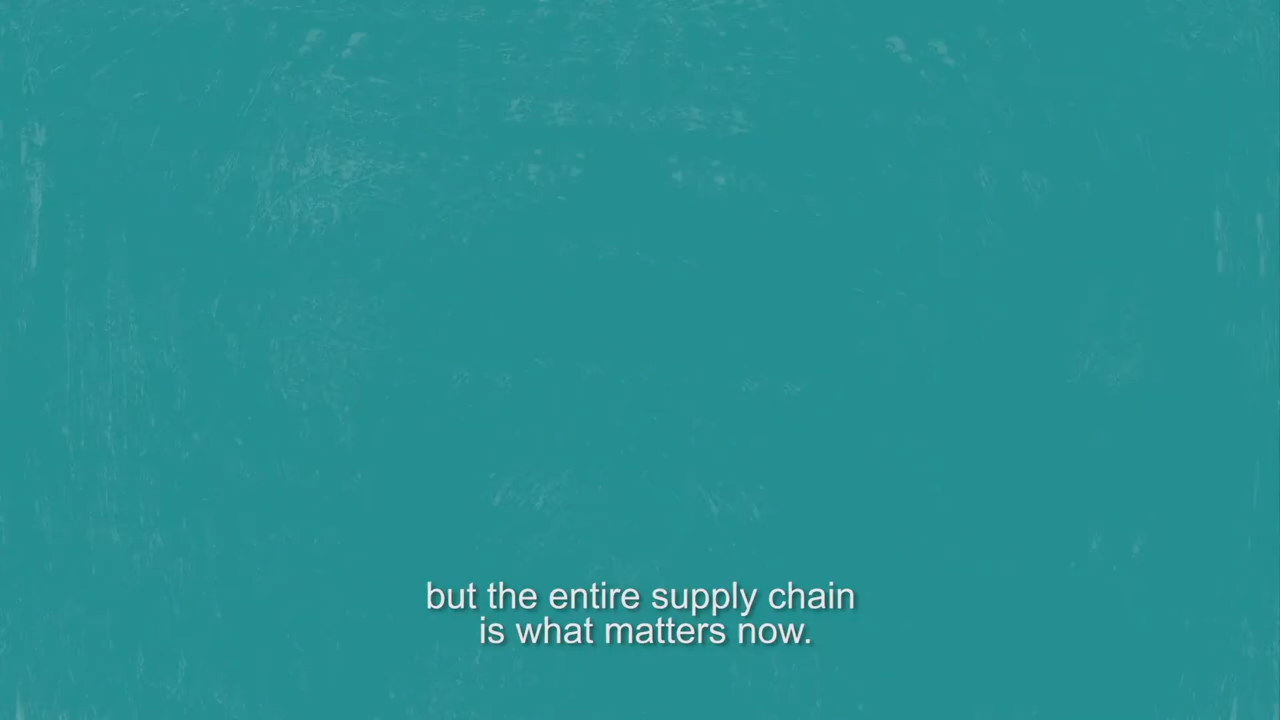 but the entire supply chain
is what matters now.